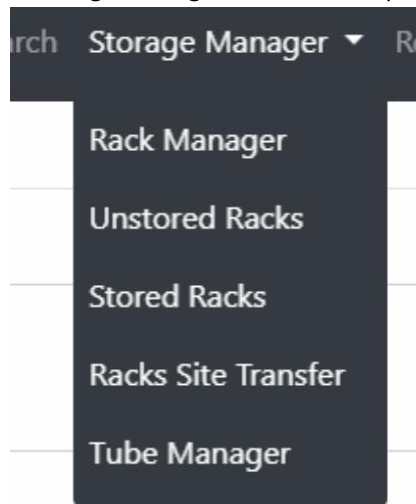 Storage Manager
Rack Manager
Unstored Racks
Stored Racks
Racks Site Transfer
Tube Manager